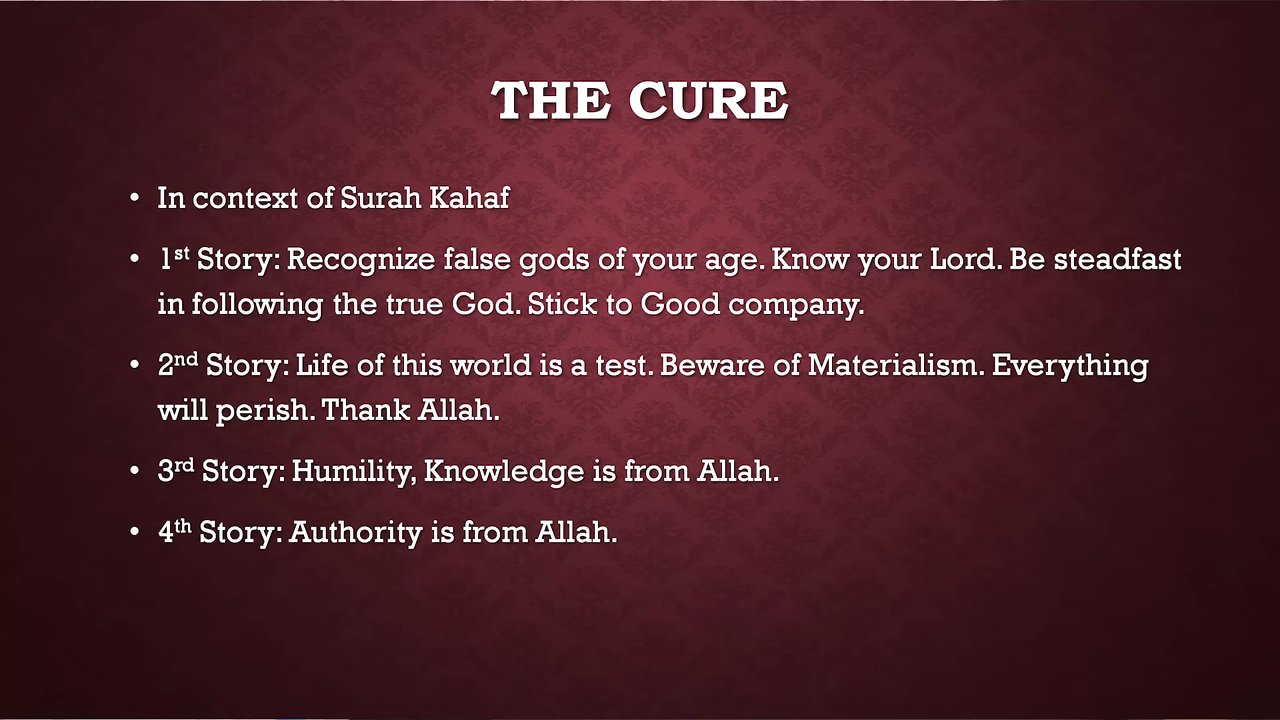 THE CURE
• In context of Surah Kahaf
• 1st Story: Recognize false gods of your age. Know your Lord. Be steadfast
in following the true God. Stick to Good company.
• 2nd Story: Life of this world is a test. Beware of Materialism. Everything
will perish. Thank Allah.
• 3rd Story: Humility, Knowledge is from Allah.
• 4th Story: Authority is from Allah.